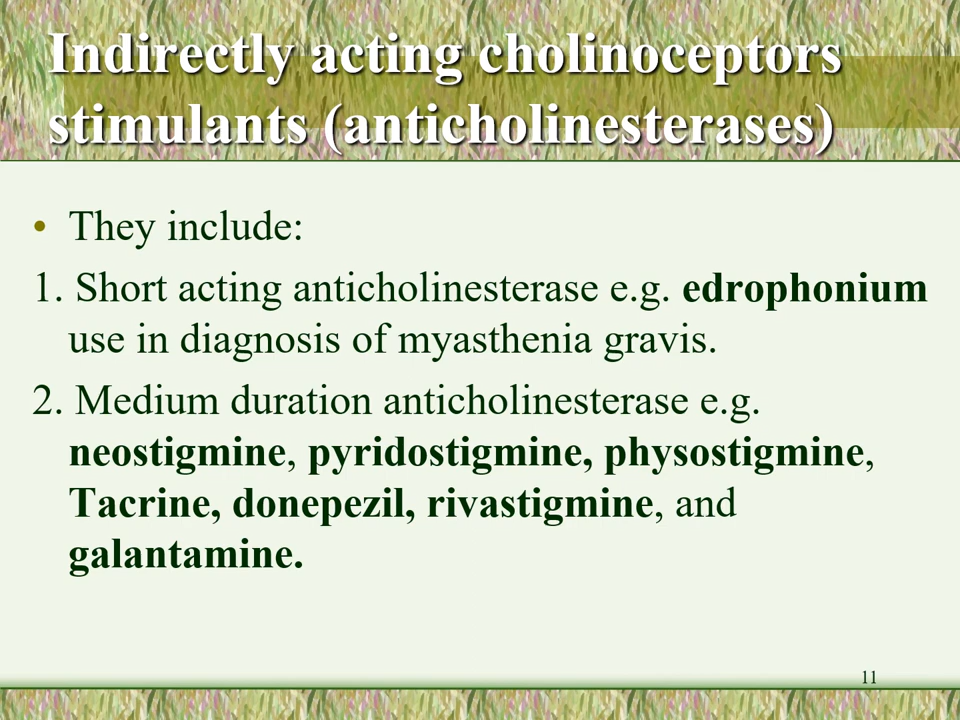 Indirectly acting cholinoceptors
stimulants (anticholinesterases)
• They include:
1. Short acting anticholinesterase e.g. edrophonium
use in diagnosis of myasthenia gravis.
2. Medium duration anticholinesterase e.g.
neostigmine, pyridostigmine, physostigmine,
Tacrine, donepezil, rivastigmine, and
galantamine.
11